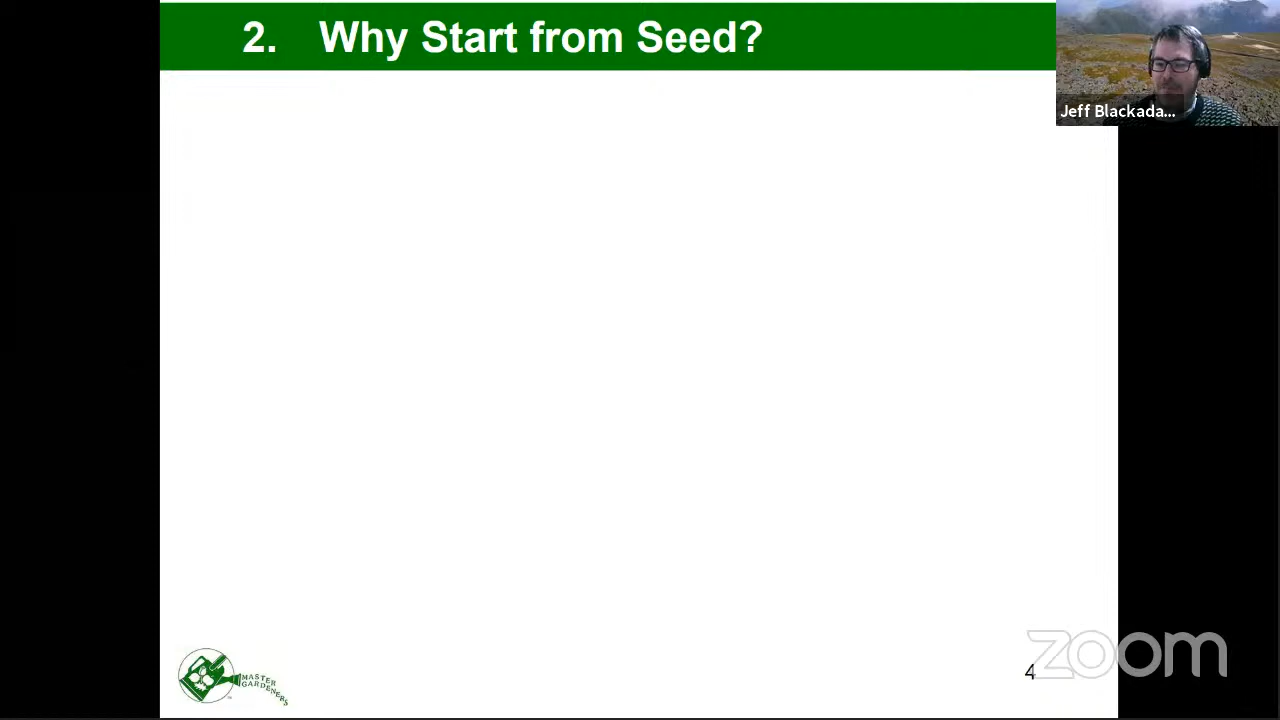 2. Why Start from Seed?
Jeff Blackada...
MASTER
GARDENERS
4
zoom